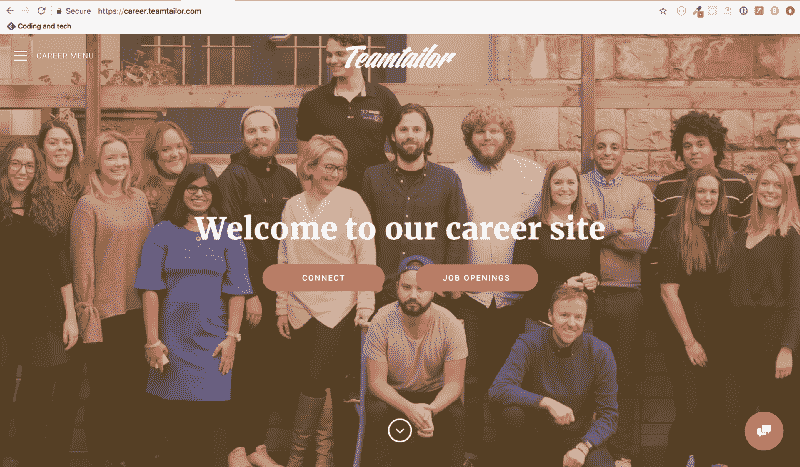 Secure https://career.teamtailor.com
Coding and tech
CAREER MENU
Teamtailor
Welcome to our career site
CONNECT
JOB OPENINGS